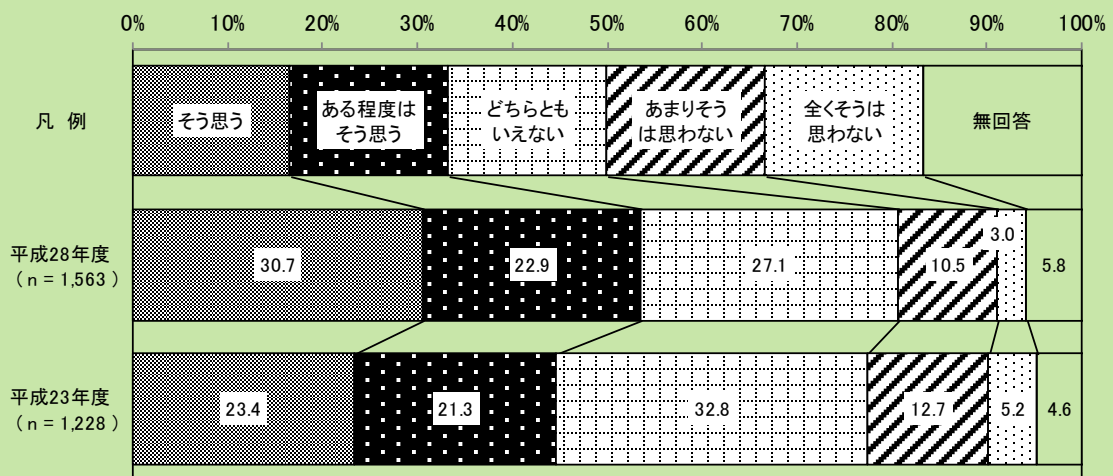 0% 10% 20% 30% 40% 50% 60% 70% 80% 90% 100%
凡 例
そう思う
ある程度は
そう思う
どちらとも
いえない
あまりそう
は思わない
全くそうは
思わない
無回答
平成28年度
（ n = 1,563 ）
30.7 22.9 27.1 10.5 3.0 5.8
平成23年度
（ n = 1,228 ）
23.4 21.3 32.8 12.7 5.2 4.6